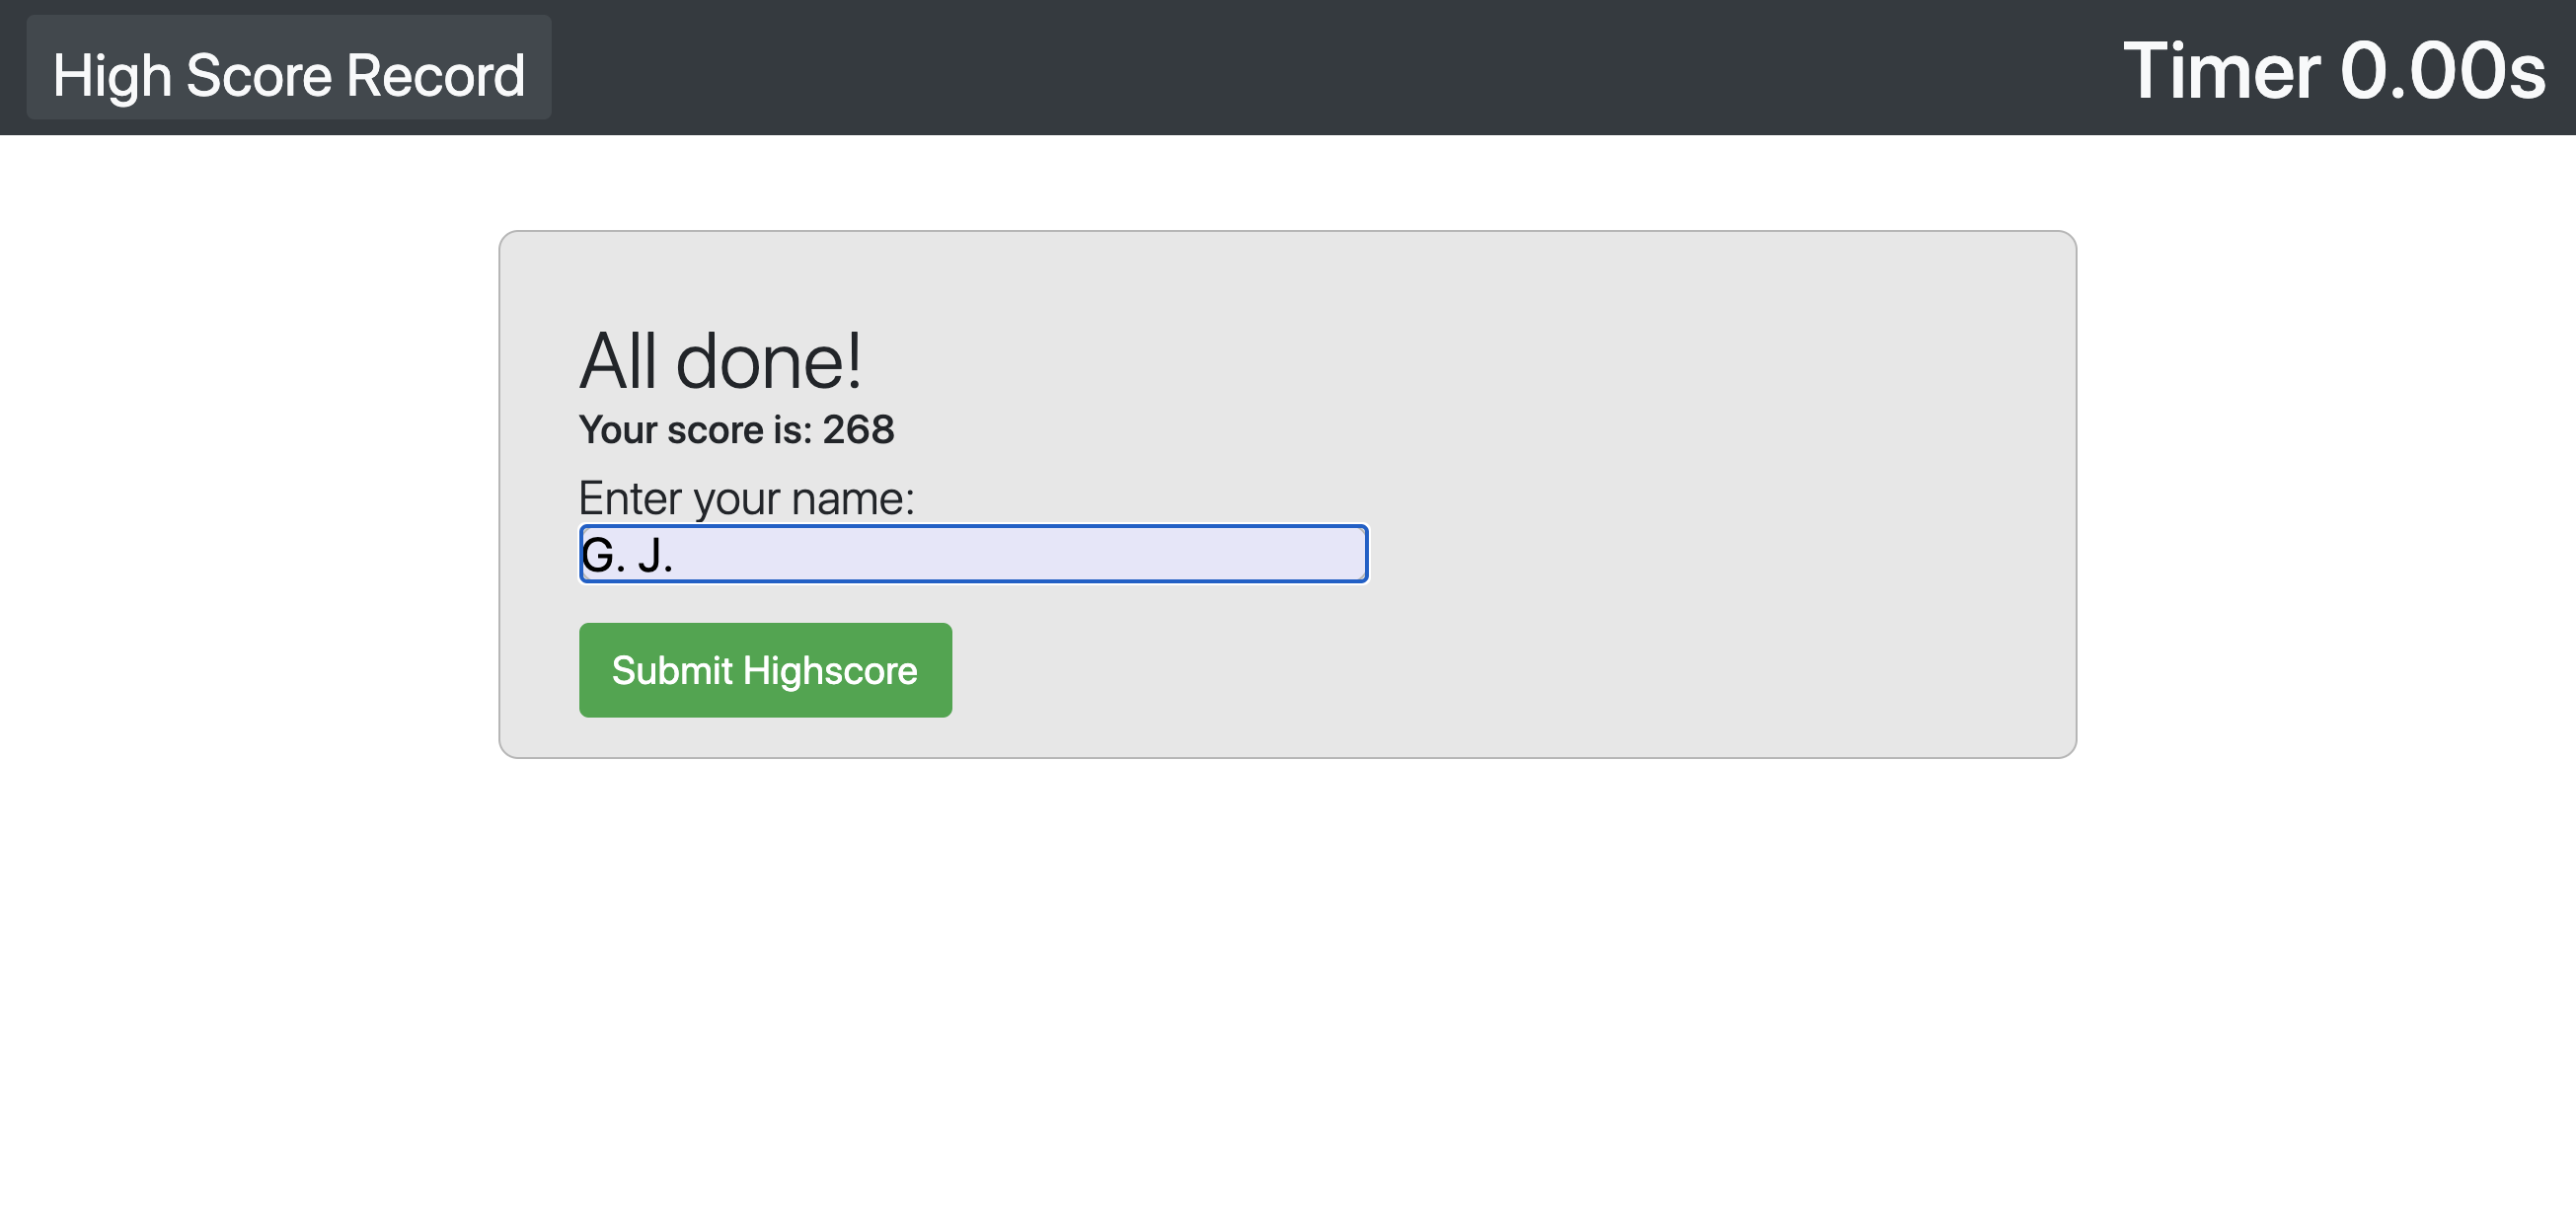 High Score Record
Timer 0.00s
All done!
Your score is: 268
Enter your name:
G. J.
Submit Highscore